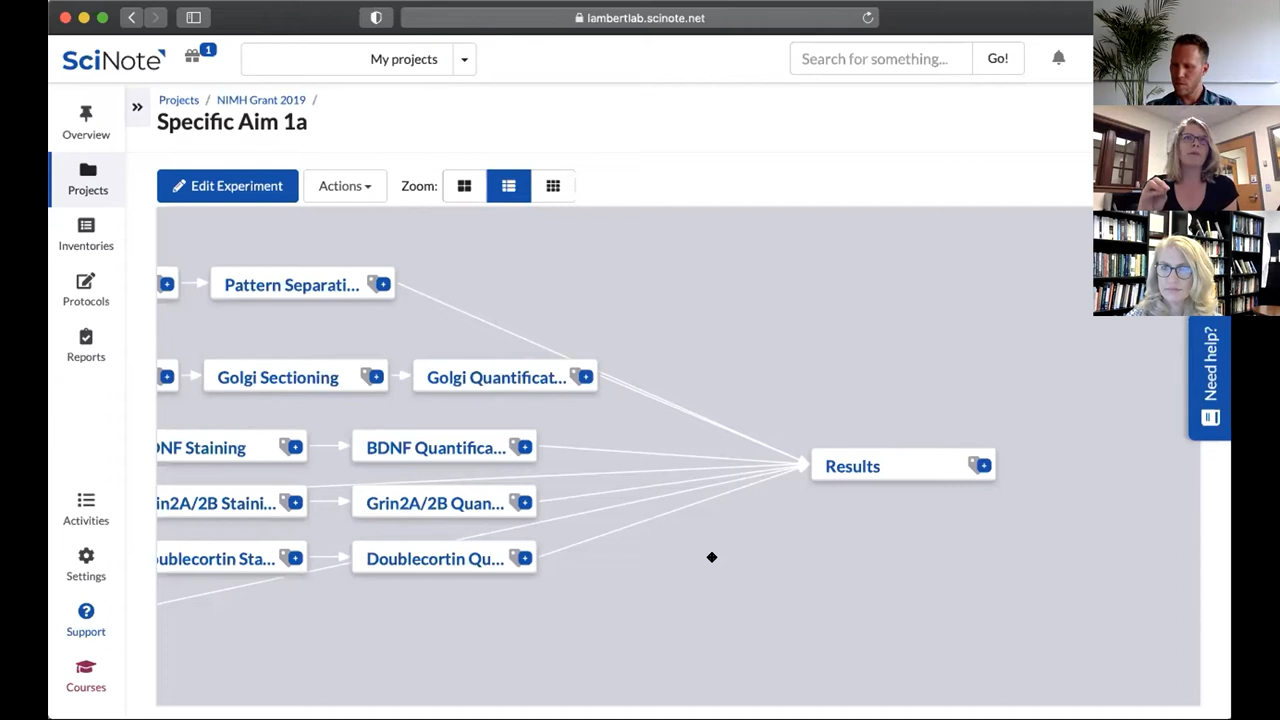 lambertlab.scinote.net
SciNote
1
My projects
Search for something...
Go!
Overview
Projects
Inventories
Protocols
Reports
Activities
Settings
Support
Courses
Projects / NIMH Grant 2019 /
Specific Aim 1a
Edit Experiment
Actions
Zoom:
Pattern Separati...
Golgi Sectioning
Golgi Quantificat...
DNF Staining
BDNF Quantifica...
Results
in2A/2B Staini...
Grin2A/2B Quan...
oublecortin Sta...
Doublecortin Qu...
Need help?